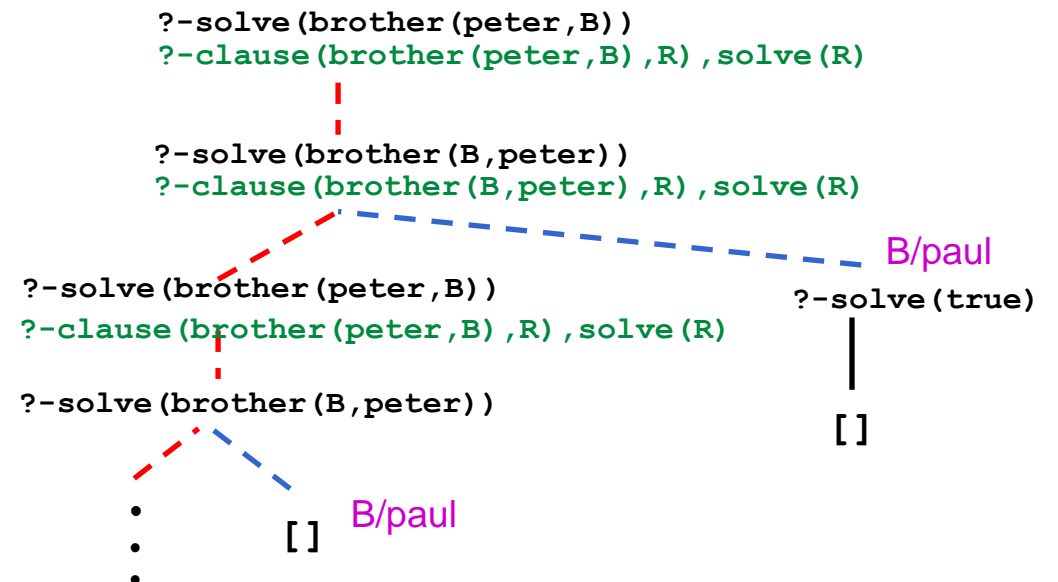 ?-solve(brother(peter,B))
?-clause(brother(peter,B),R),solve(R)
?-solve(brother(B,peter))
?-clause(brother(B,peter),R),solve(R)
B/paul
?-solve(brother(peter,B))
?-solve(true)
?-clause(brother(peter,B),R),solve(R)
?-solve(brother(B,peter))
[]
B/paul
[]